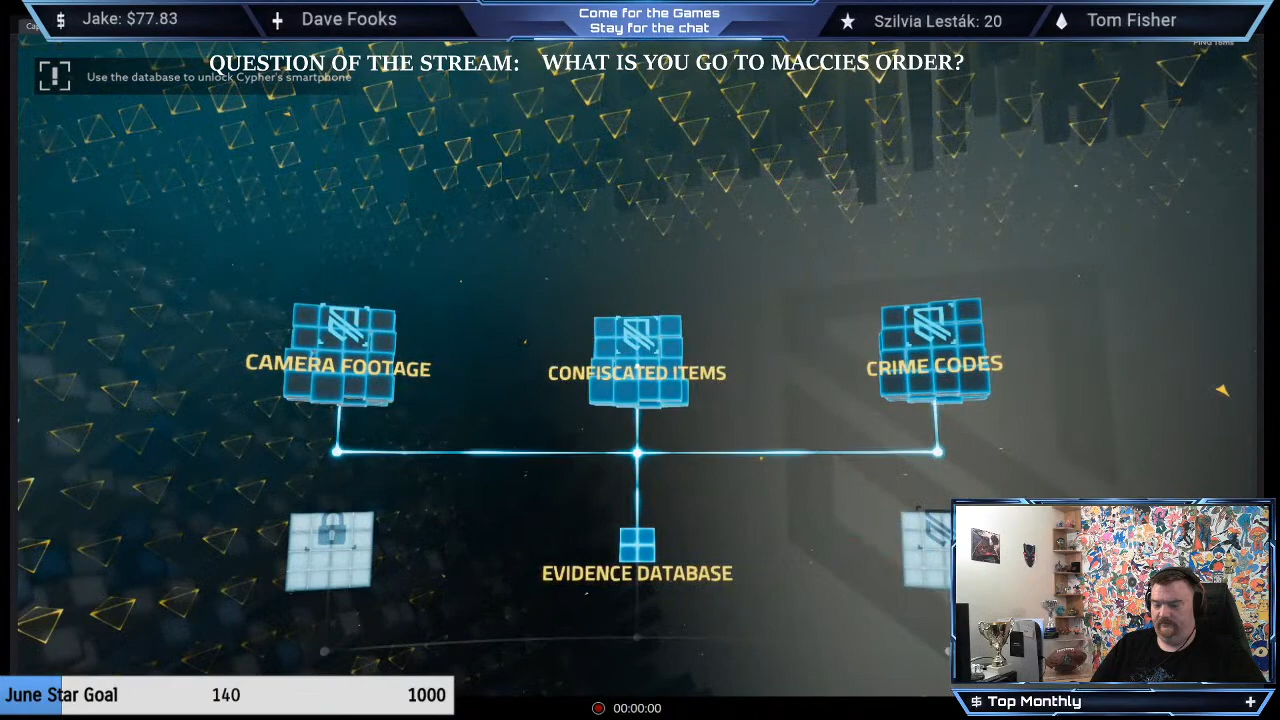 Jake: $77.83
Dave Fooks
Come for the Games
Stay for the chat
Szilvia Lesták: 20
Tom Fisher
QUESTION OF THE STREAM: WHAT IS YOU GO TO MACCIES ORDER?
Use the database to unlock Cypher's smartphone
CAMERA FOOTAGE
CONFISCATED ITEMS
CRIME CODES
EVIDENCE DATABASE
June Star Goal 140 1000
00:00:00
$ Top Monthly +